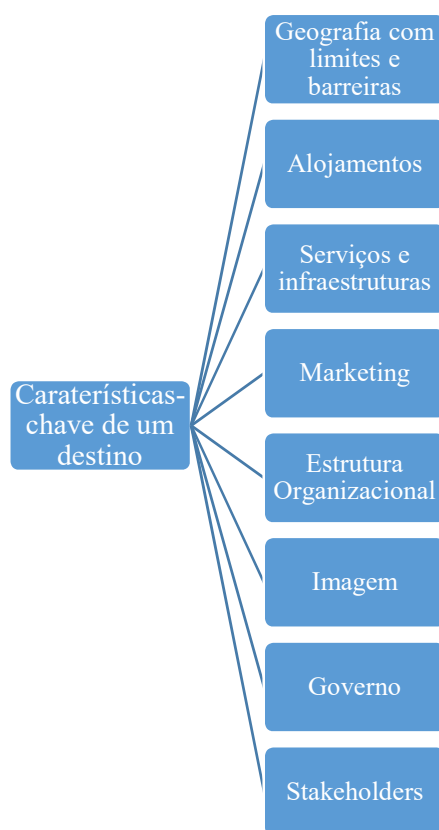 Geografia com
limites e
barreiras
Alojamentos
Serviços e
infraestruturas
Marketing
Caraterísticas-
chave de um
destino
Estrutura
Organizacional
Imagem
Governo
Stakeholders